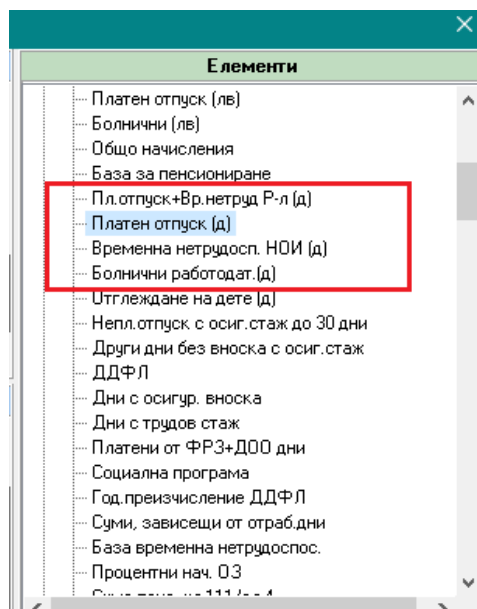 Елементи
Платен отпуск (лв)
Болнични (лв)
Общо начисления
База за пенсиониране
Пл.отпуск+Вр.нетруд Р-л (д)
Платен отпуск (д)
Временна нетрудосп. НОИ (д)
Болнични работодат.(д)
Отглеждане на дете (д)
Непл.отпуск с осиг.стаж до 30 дни
Други дни без вноска с осиг.стаж
ДДФЛ
Дни с осигур. вноска
Дни с трудов стаж
Платени от ФРЗ+ДОО дни
Социална програма
Год.преизчисление ДДФЛ
Суми, зависещи от отраб.дни
База временна нетрудоспос.
Процентни нач. ОЗ